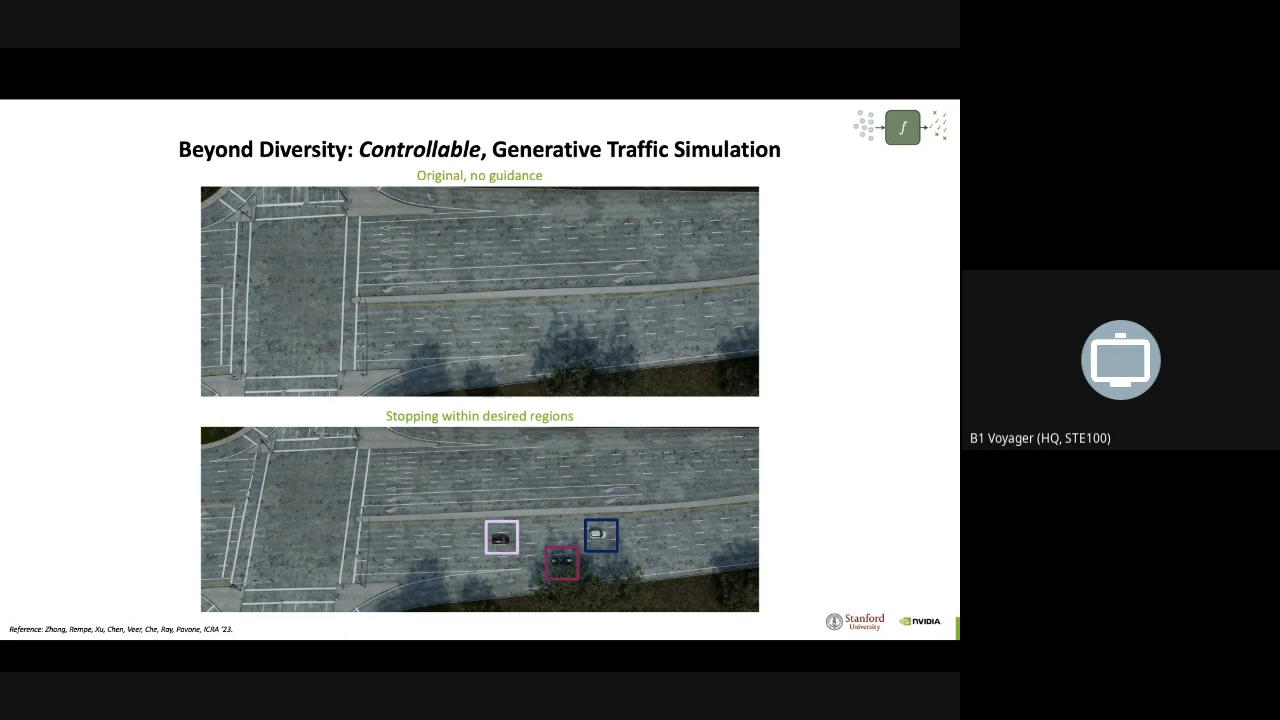 f
Beyond Diversity: Controllable, Generative Traffic Simulation
Original, no guidance
Stopping within desired regions
B1 Voyager (HQ, STE100)
Reference: Zhong, Rempe, Xu, Chen, Veer, Che, Ray, Pavone, ICRA '23.
Stanford
University
NVIDIA